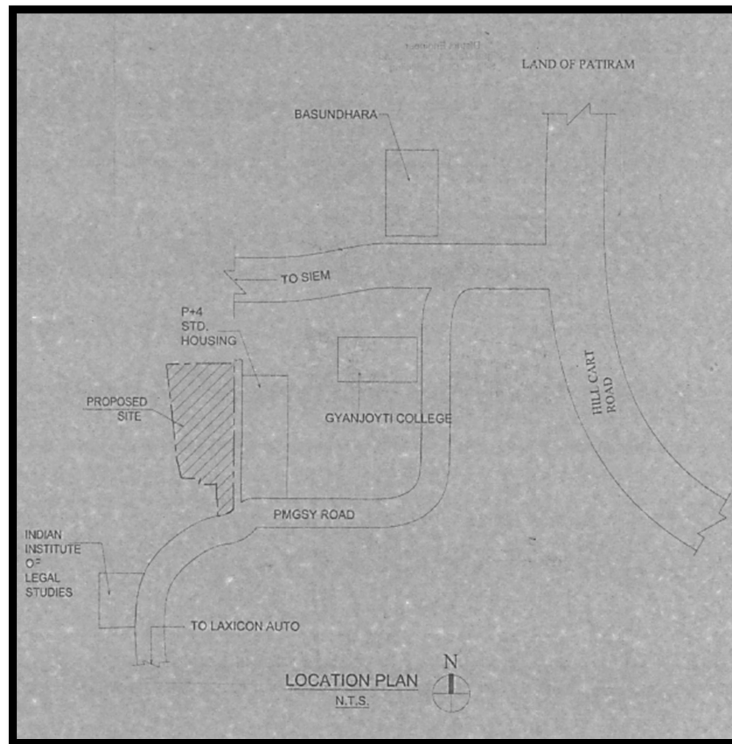 LAND OF PATIRAM
BASUNDHARA
TO SIEM
P+4
STD.
HOUSING
PROPOSED
SITE
GYANJOYTI COLLEGE
HILL CART
ROAD
PMGSY ROAD
INDIAN
INSTITUTE
OF
LEGAL
STUDIES
TO LAXICON AUTO
LOCATION PLAN
N.T.S.
N